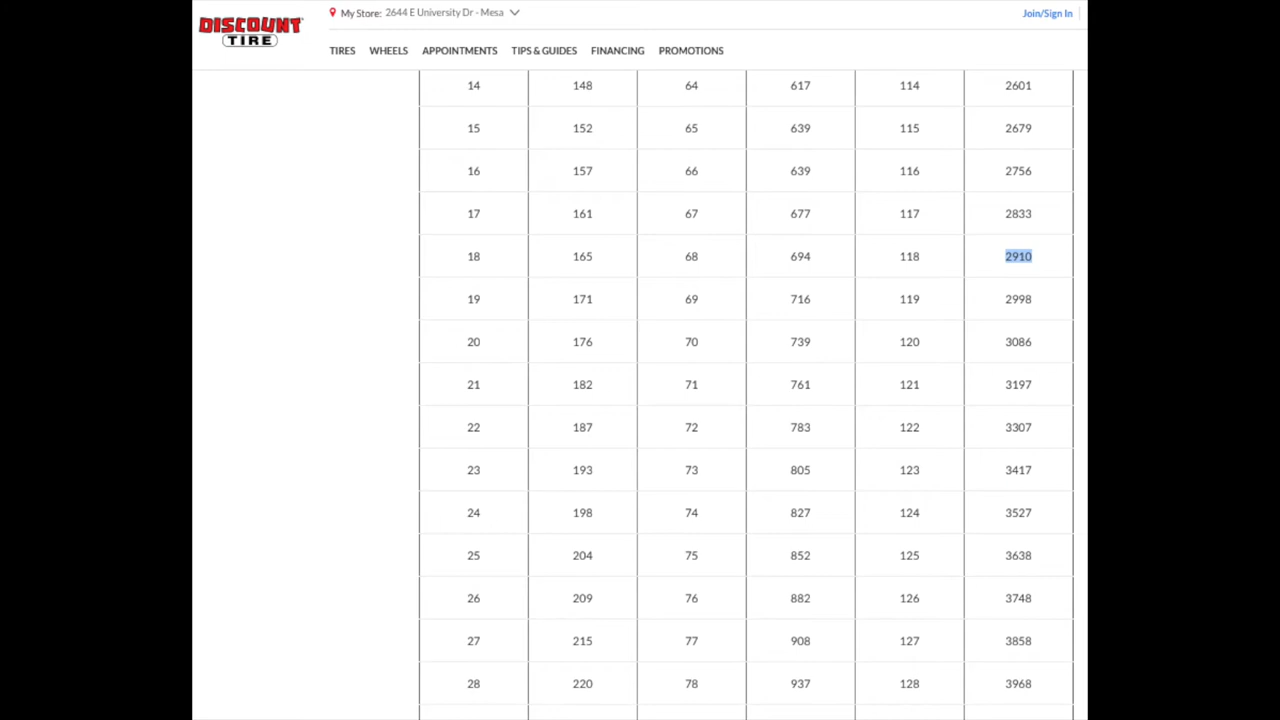 DISCOUNT TIRE
My Store: 2644 E University Dr - Mesa
Join/Sign In
TIRES WHEELS APPOINTMENTS TIPS & GUIDES FINANCING PROMOTIONS
14 148 64 617 114 2601
15 152 65 639 115 2679
16 157 66 639 116 2756
17 161 67 677 117 2833
18 165 68 694 118 2910
19 171 69 716 119 2998
20 176 70 739 120 3086
21 182 71 761 121 3197
22 187 72 783 122 3307
23 193 73 805 123 3417
24 198 74 827 124 3527
25 204 75 852 125 3638
26 209 76 882 126 3748
27 215 77 908 127 3858
28 220 78 937 128 3968